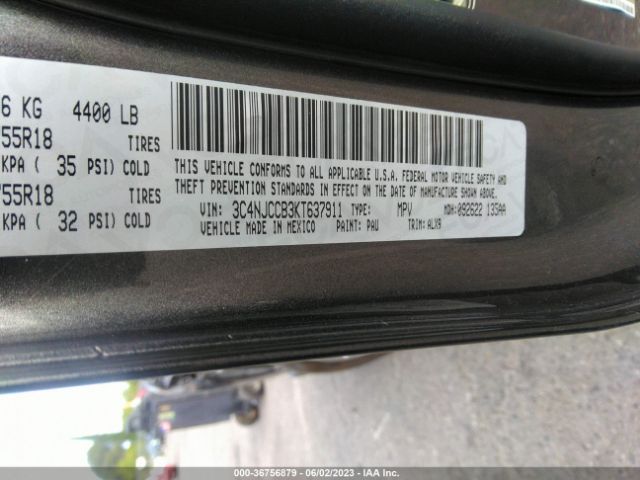 6 KG 4400 LB
55R18 TIRES
KPA ( 35 PSI) COLD
55R18 TIRES
KPA ( 32 PSI) COLD
THIS VEHICLE CONFORMS TO ALL APPLICABLE U.S.A. FEDERAL MOTOR VEHICLE SAFETY AND
THEFT PREVENTION STANDARDS IN EFFECT ON THE DATE OF MANUFACTURE SHOWN ABOVE.
VIN: 3C4NJCCB3KT637911 TYPE: MPV MDH: 092622 135AA
VEHICLE MADE IN MEXICO PAINT: PAU TRIM: ALX9
000-36756879 - 06/02/2023 - IAA Inc.